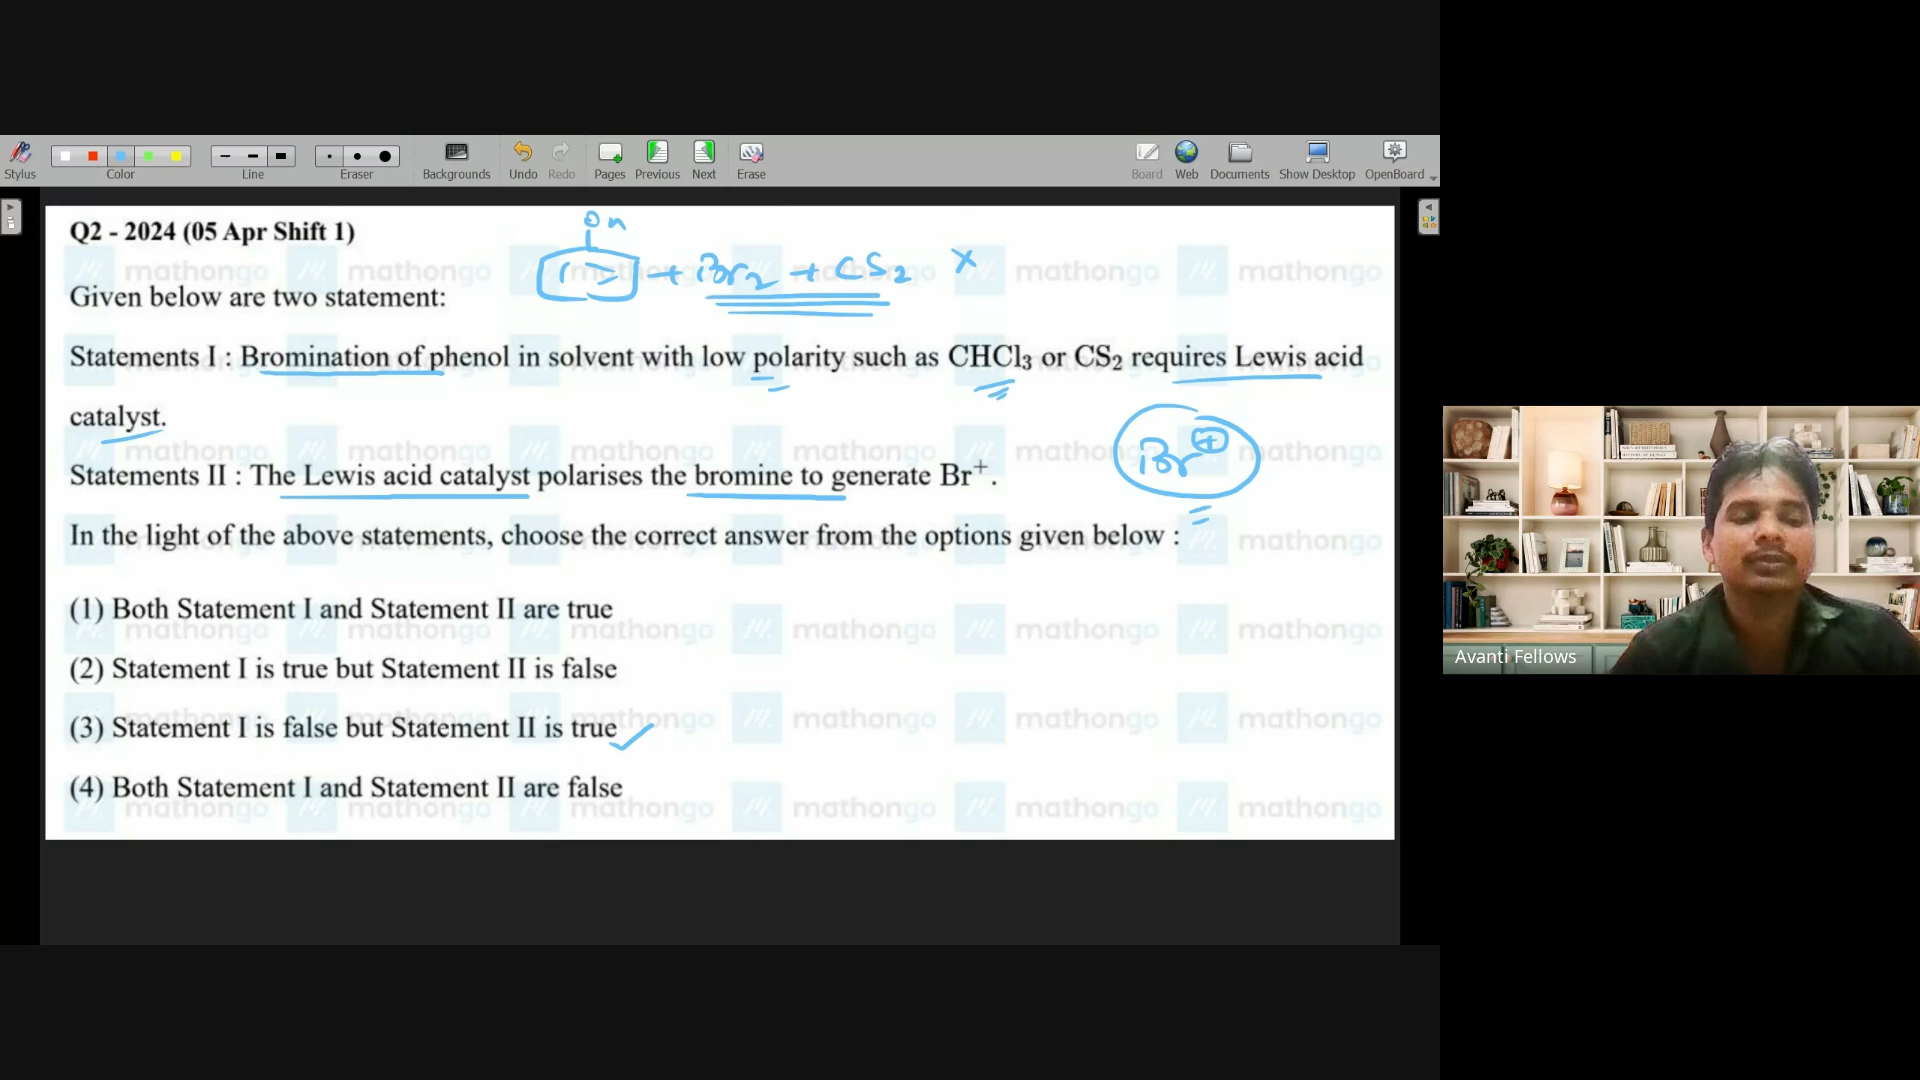 Stylus
Color
Line
Eraser
Backgrounds
Undo
Redo
Pages
Previous
Next
Erase
Board
Web
Documents
Show Desktop
OpenBoard
Q2 - 2024 (05 Apr Shift 1)
+ Br2 + CS2 ×
Given below are two statement:
Statements I : Bromination of phenol in solvent with low polarity such as CHCl₃ or CS₂ requires Lewis acid
catalyst.
Br⊕
Statements II : The Lewis acid catalyst polarises the bromine to generate Br⁺.
In the light of the above statements, choose the correct answer from the options given below :
(1) Both Statement I and Statement II are true
(2) Statement I is true but Statement II is false
(3) Statement I is false but Statement II is true ✓
(4) Both Statement I and Statement II are false
mathongo
Avanti Fellows